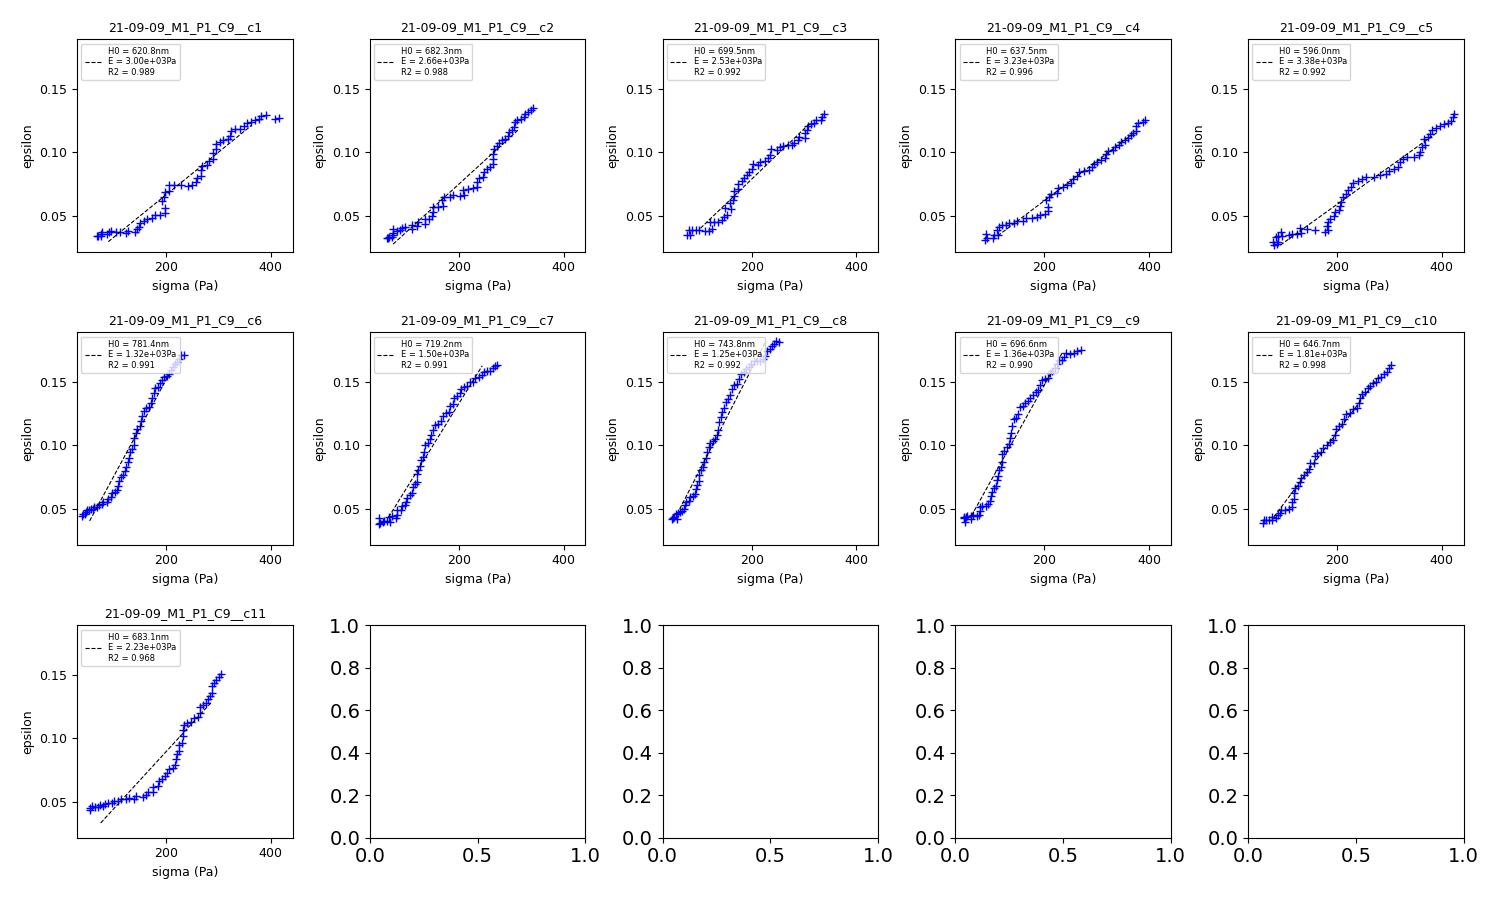 21-09-09_M1_P1_C9__c1
H0 = 620.8nm
E = 3.00e+03Pa
R2 = 0.989
0.15
0.10
0.05
epsilon
200
400
sigma (Pa)
21-09-09_M1_P1_C9__c2
H0 = 682.3nm
E = 2.66e+03Pa
R2 = 0.988
0.15
0.10
0.05
epsilon
200
400
sigma (Pa)
21-09-09_M1_P1_C9__c3
H0 = 699.5nm
E = 2.53e+03Pa
R2 = 0.992
0.15
0.10
0.05
epsilon
200
400
sigma (Pa)
21-09-09_M1_P1_C9__c4
H0 = 637.5nm
E = 3.23e+03Pa
R2 = 0.996
0.15
0.10
0.05
epsilon
200
400
sigma (Pa)
21-09-09_M1_P1_C9__c5
H0 = 596.0nm
E = 3.38e+03Pa
R2 = 0.992
0.15
0.10
0.05
epsilon
200
400
sigma (Pa)
21-09-09_M1_P1_C9__c6
H0 = 781.4nm
E = 1.32e+03Pa
R2 = 0.991
0.15
0.10
0.05
epsilon
200
400
sigma (Pa)
21-09-09_M1_P1_C9__c7
H0 = 719.2nm
E = 1.50e+03Pa
R2 = 0.991
0.15
0.10
0.05
epsilon
200
400
sigma (Pa)
21-09-09_M1_P1_C9__c8
H0 = 743.8nm
E = 1.25e+03Pa
R2 = 0.992
0.15
0.10
0.05
epsilon
200
400
sigma (Pa)
21-09-09_M1_P1_C9__c9
H0 = 696.6nm
E = 1.36e+03Pa
R2 = 0.990
0.15
0.10
0.05
epsilon
200
400
sigma (Pa)
21-09-09_M1_P1_C9__c10
H0 = 646.7nm
E = 1.81e+03Pa
R2 = 0.998
0.15
0.10
0.05
epsilon
200
400
sigma (Pa)
21-09-09_M1_P1_C9__c11
H0 = 683.1nm
E = 2.23e+03Pa
R2 = 0.968
0.15
0.10
0.05
epsilon
200
400
sigma (Pa)
1.0
0.8
0.6
0.4
0.2
0.0
0.0
0.5
1.0
1.0
0.8
0.6
0.4
0.2
0.0
0.0
0.5
1.0
1.0
0.8
0.6
0.4
0.2
0.0
0.0
0.5
1.0
1.0
0.8
0.6
0.4
0.2
0.0
0.0
0.5
1.0